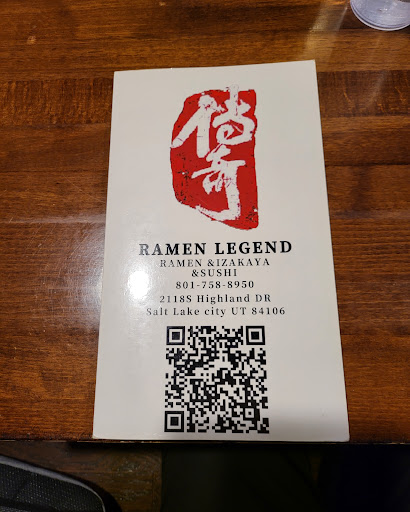 传奇
RAMEN LEGEND
RAMEN &IZAKAYA
&SUSHI
801-758-8950
2118S Highland DR
Salt Lake city UT 84106